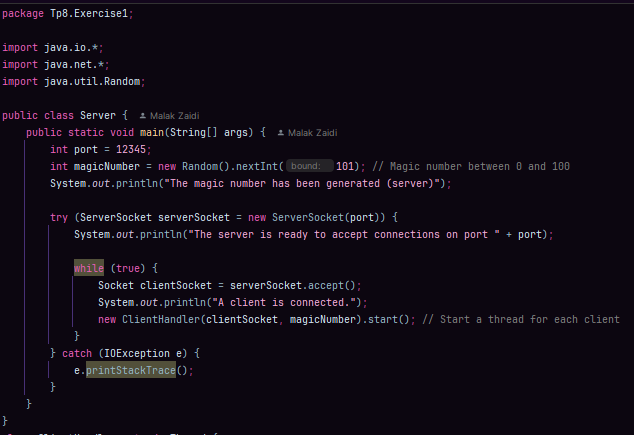 package Tp8.Exercise1;
import java.io.*;
import java.net.*;
import java.util.Random;
public class Server { Malak Zaidi
public static void main(String[] args) { Malak Zaidi
int port = 12345;
int magicNumber = new Random().nextInt( bound: 101); // Magic number between 0 and 100
System.out.println("The magic number has been generated (server)");
try (ServerSocket serverSocket = new ServerSocket(port)) {
System.out.println("The server is ready to accept connections on port " + port);
while (true) {
Socket clientSocket = serverSocket.accept();
System.out.println("A client is connected.");
new ClientHandler(clientSocket, magicNumber).start(); // Start a thread for each client
}
} catch (IOException e) {
e.printStackTrace();
}
}
}